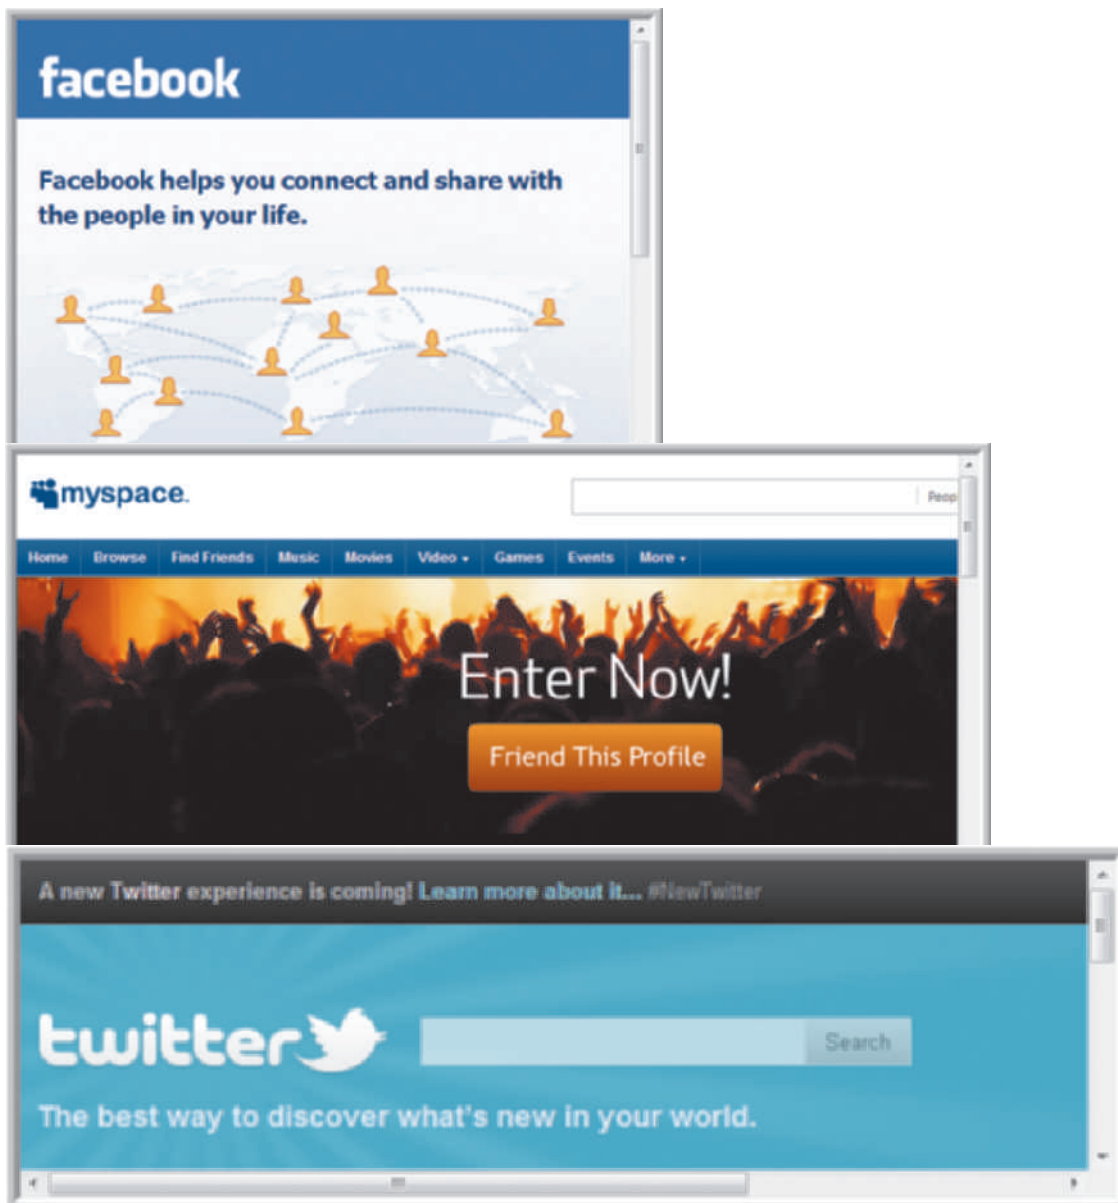 facebook
Facebook helps you connect and share with
the people in your life.
myspace.
Home Browse Find Friends Music Movies Video Games Events More
Enter Now!
Friend This Profile
A new Twitter experience is coming! Learn more about it... #NewTwitter
twitter
Search
The best way to discover what's new in your world.